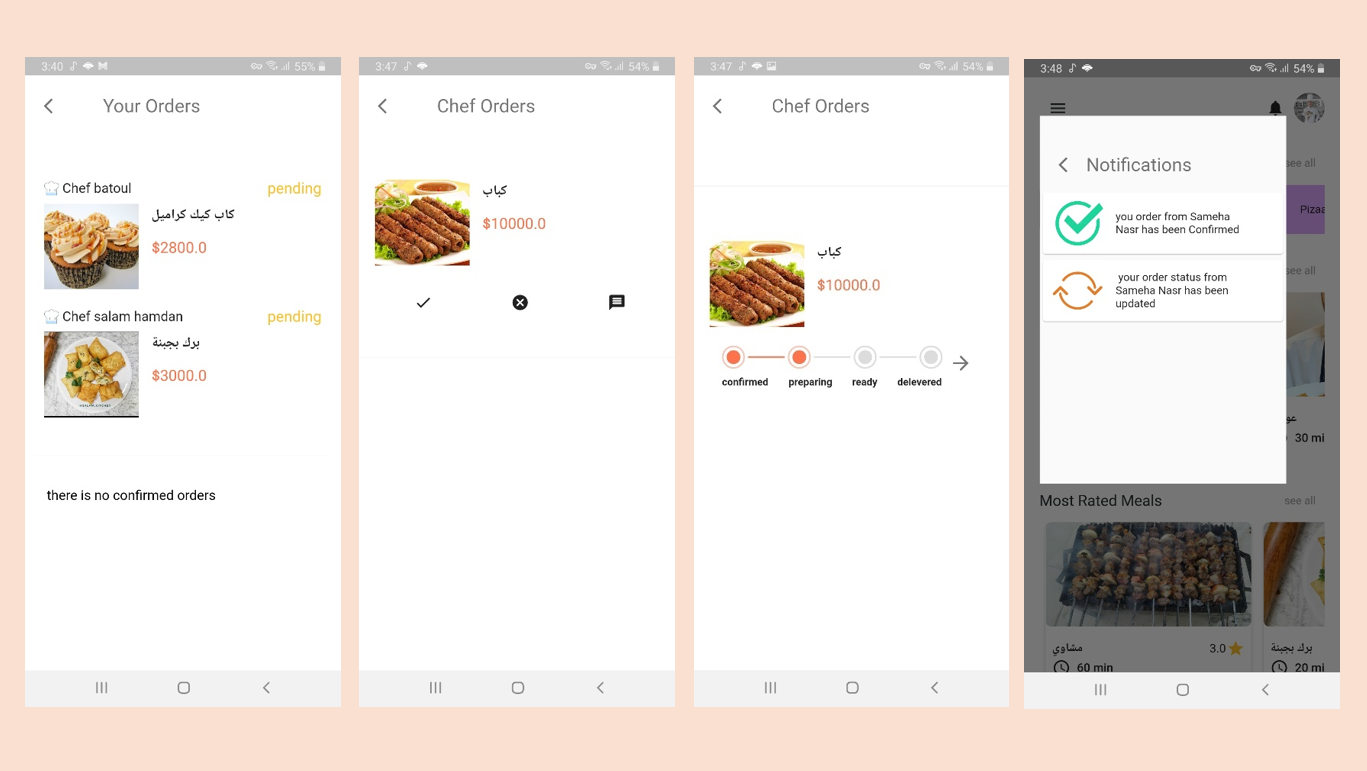 3:40
55%
Your Orders
Chef batoul
pending
كاب كيك كراميل
$2800.0
Chef salam hamdan
pending
برك بجبنة
$3000.0
there is no confirmed orders
3:47
54%
Chef Orders
كباب
$10000.0
3:47
54%
Chef Orders
كباب
$10000.0
confirmed preparing ready delevered
3:48
54%
see all
Notifications
Pizaa
you order from Sameha
Nasr has been Confirmed
see all
your order status from
Sameha Nasr has been
updated
30 mi
Most Rated Meals
see all
مشاوي
3.0
برك بجبنة
60 min
20 mi